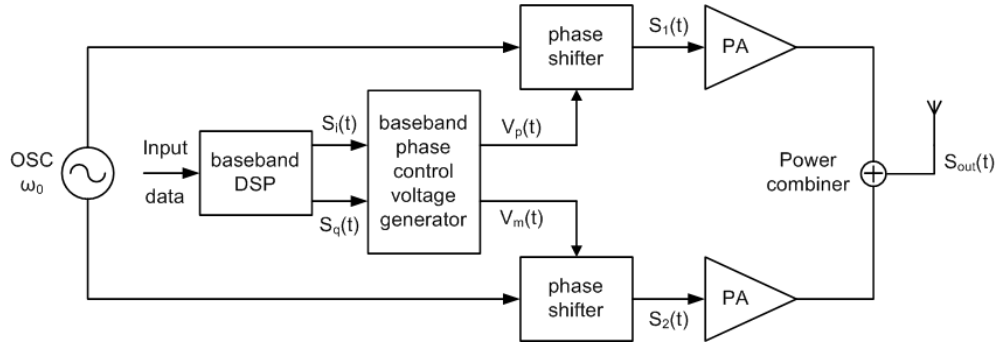 phase
shifter
S₁(t)
PA
OSC
ω₀
Input
data
baseband
DSP
Sᵢ(t)
S_q(t)
baseband
phase
control
voltage
generator
Vₚ(t)
Vₘ(t)
Power
combiner
Sₒᵤₜ(t)
phase
shifter
S₂(t)
PA